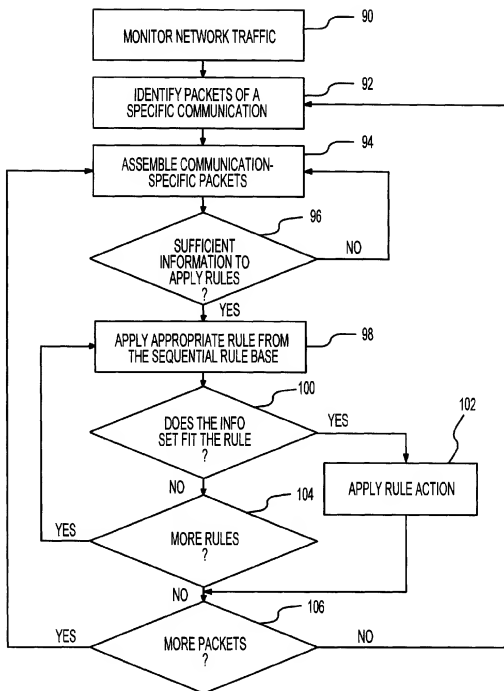 90
MONITOR NETWORK TRAFFIC
92
IDENTIFY PACKETS OF A
SPECIFIC COMMUNICATION
94
ASSEMBLE COMMUNICATION-
SPECIFIC PACKETS
96
SUFFICIENT
INFORMATION TO
APPLY RULES
?
NO
YES
98
APPLY APPROPRIATE RULE FROM
THE SEQUENTIAL RULE BASE
100
DOES THE INFO
SET FIT THE RULE
?
YES
102
APPLY RULE ACTION
NO
104
YES
MORE RULES
?
NO
106
YES
MORE PACKETS
?
NO